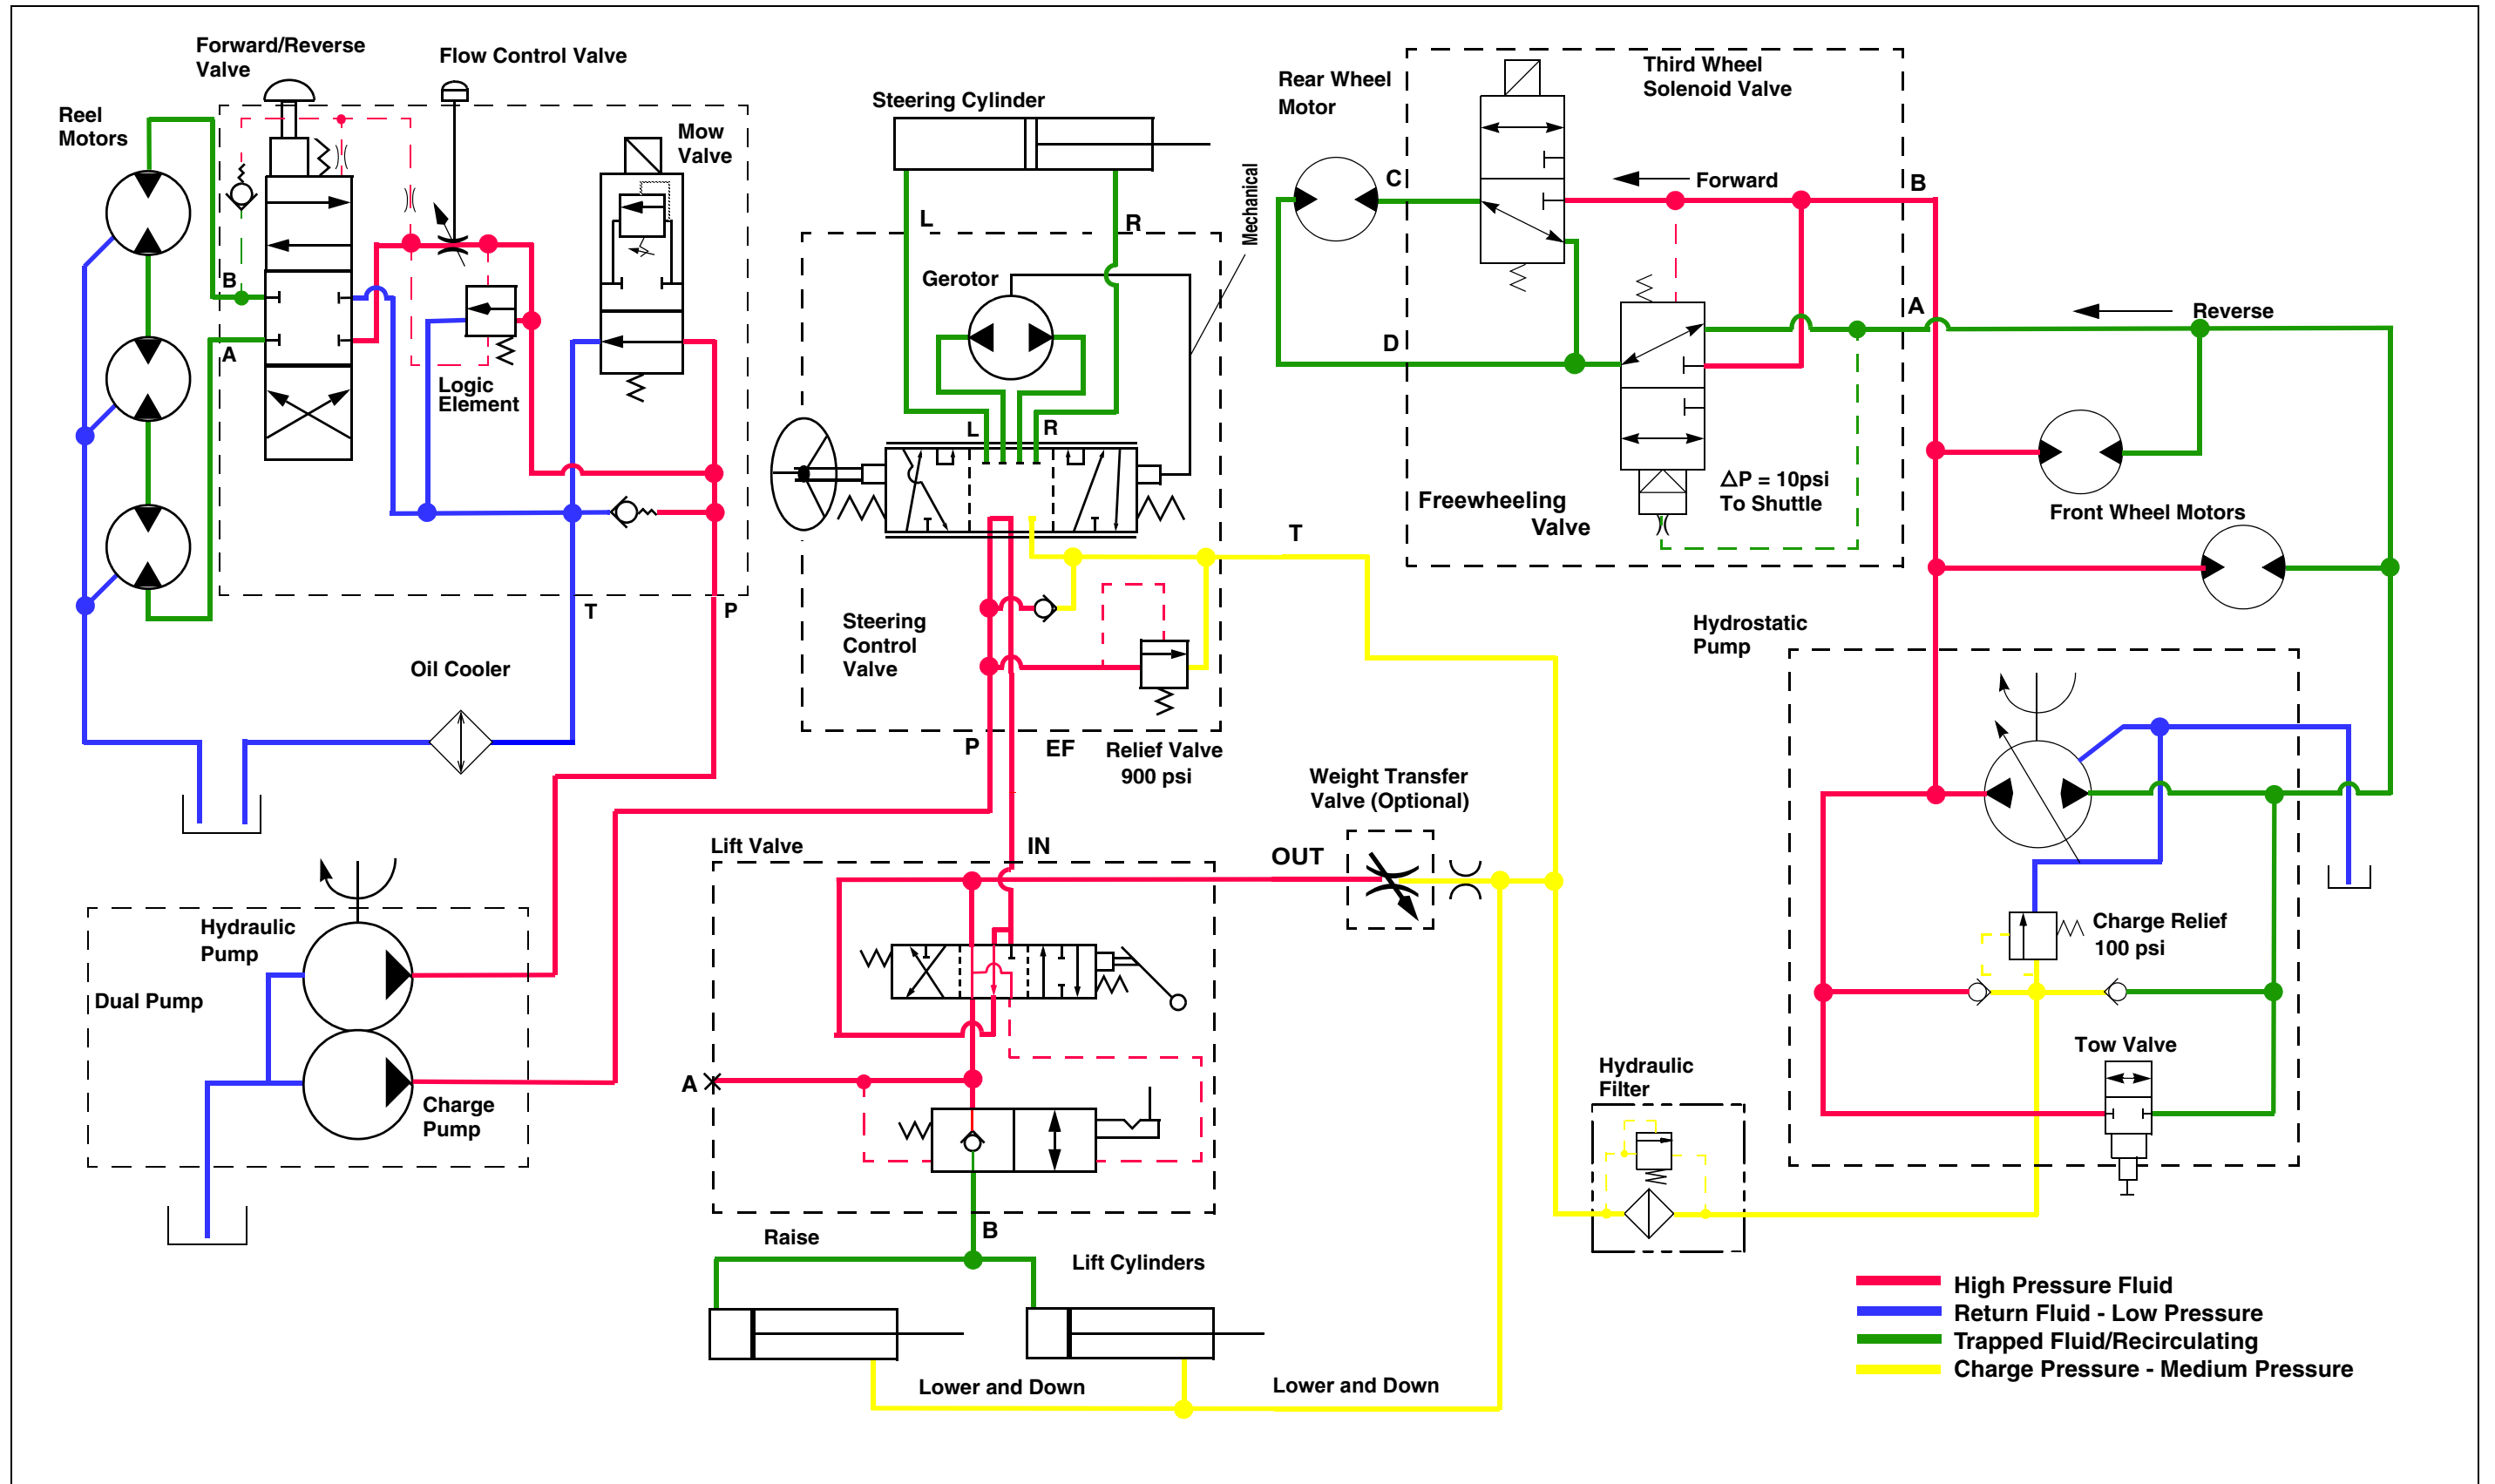 Forward/Reverse
Valve
Flow Control Valve
Reel
Motors
Mow
Valve
B
A
Logic
Element
T
P
Oil Cooler
Steering Cylinder
L
R
Mechanical
Gerotor
L
R
T
Steering
Control
Valve
P
EF
Relief Valve
900 psi
Rear Wheel
Motor
Third Wheel
Solenoid Valve
C
Forward
B
A
Reverse
D
△P = 10psi
To Shuttle
Freewheeling
Valve
Front Wheel Motors
Hydrostatic
Pump
Weight Transfer
Valve (Optional)
Lift Valve
IN
OUT
Hydraulic
Pump
Dual Pump
Charge
Pump
A
B
Raise
Lift Cylinders
Lower and Down
Lower and Down
Charge Relief
100 psi
Tow Valve
Hydraulic
Filter
High Pressure Fluid
Return Fluid - Low Pressure
Trapped Fluid/Recirculating
Charge Pressure - Medium Pressure